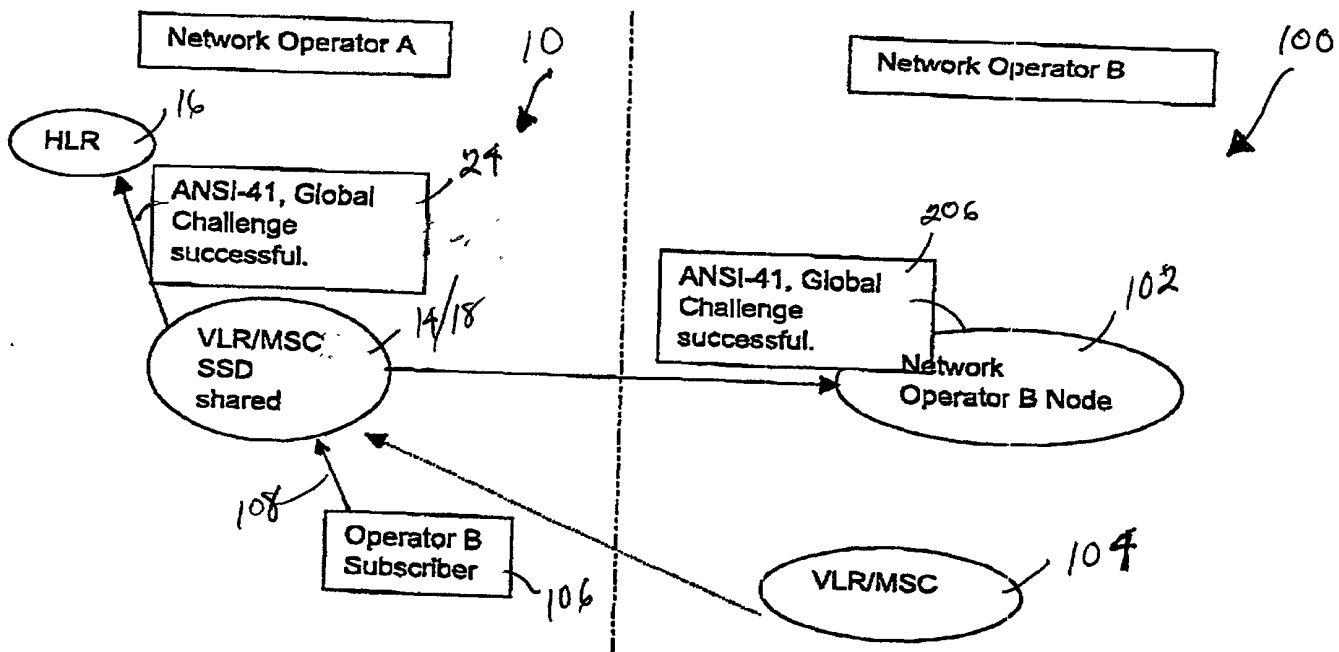 Network Operator A
10
Network Operator B
100
HLR
16
ANSI-41, Global
Challenge
successful.
24
ANSI-41, Global
Challenge
successful.
206
VLR/MSC
SSD
shared
14/18
Network
Operator B Node
102
108
Operator B
Subscriber
106
VLR/MSC
104